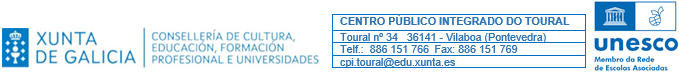 XUNTA
DE GALICIA
CONSELLERÍA DE CULTURA,
EDUCACIÓN, FORMACIÓN
PROFESIONAL E UNIVERSIDADES
CENTRO PÚBLICO INTEGRADO DO TOURAL
Toural nº 34 36141 - Vilaboa (Pontevedra)
Telf.: 886 151 766 Fax: 886 151 769
cpi.toural@edu.xunta.es
unesco
Membro da Rede
de Escolas Asociadas